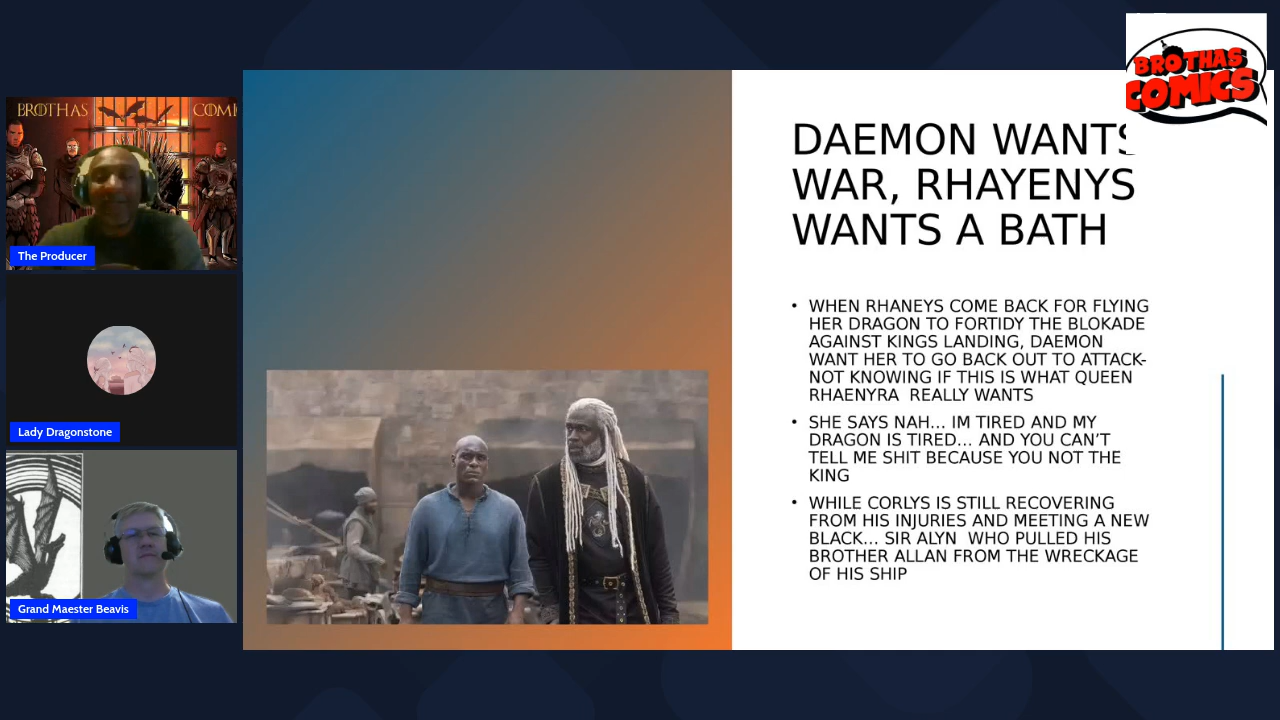 BROTHAS
COMICS
BROTHAS COMI
The Producer
Lady Dragonstone
Grand Maester Beavis
DAEMON WANTS
WAR, RHAYENYS
WANTS A BATH
• WHEN RHANEYS COME BACK FOR FLYING
HER DRAGON TO FORTIDY THE BLOKADE
AGAINST KINGS LANDING, DAEMON
WANT HER TO GO BACK OUT TO ATTACK-
NOT KNOWING IF THIS IS WHAT QUEEN
RHAENYRA REALLY WANTS
• SHE SAYS NAH... IM TIRED AND MY
DRAGON IS TIRED... AND YOU CAN'T
TELL ME SHIT BECAUSE YOU NOT THE
KING
• WHILE CORLYS IS STILL RECOVERING
FROM HIS INJURIES AND MEETING A NEW
BLACK... SIR ALYN WHO PULLED HIS
BROTHER ALLAN FROM THE WRECKAGE
OF HIS SHIP